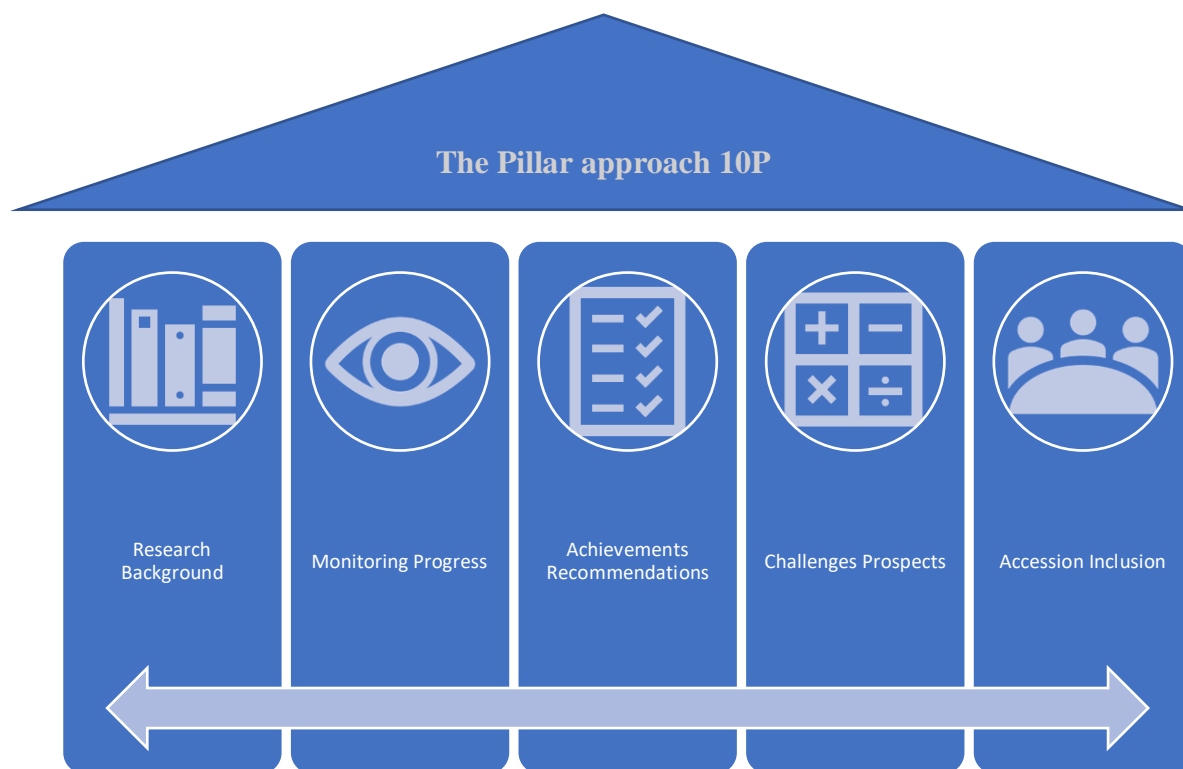 The Pillar approach 10P
Research
Background
Monitoring Progress
Achievements
Recommendations
Challenges Prospects
Accession Inclusion